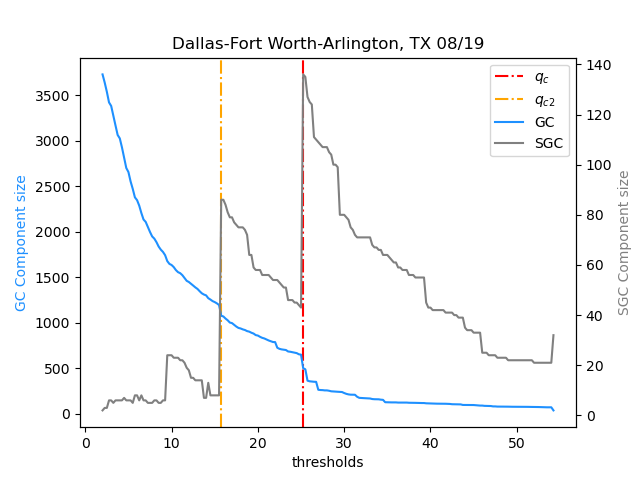 Dallas-Fort Worth-Arlington, TX 08/19
GC Component size
3500
3000
2500
2000
1500
1000
500
0
0
10
20
30
40
50
thresholds
140
120
100
80
60
40
20
0
SGC Component size
q_c
q_{c2}
GC
SGC